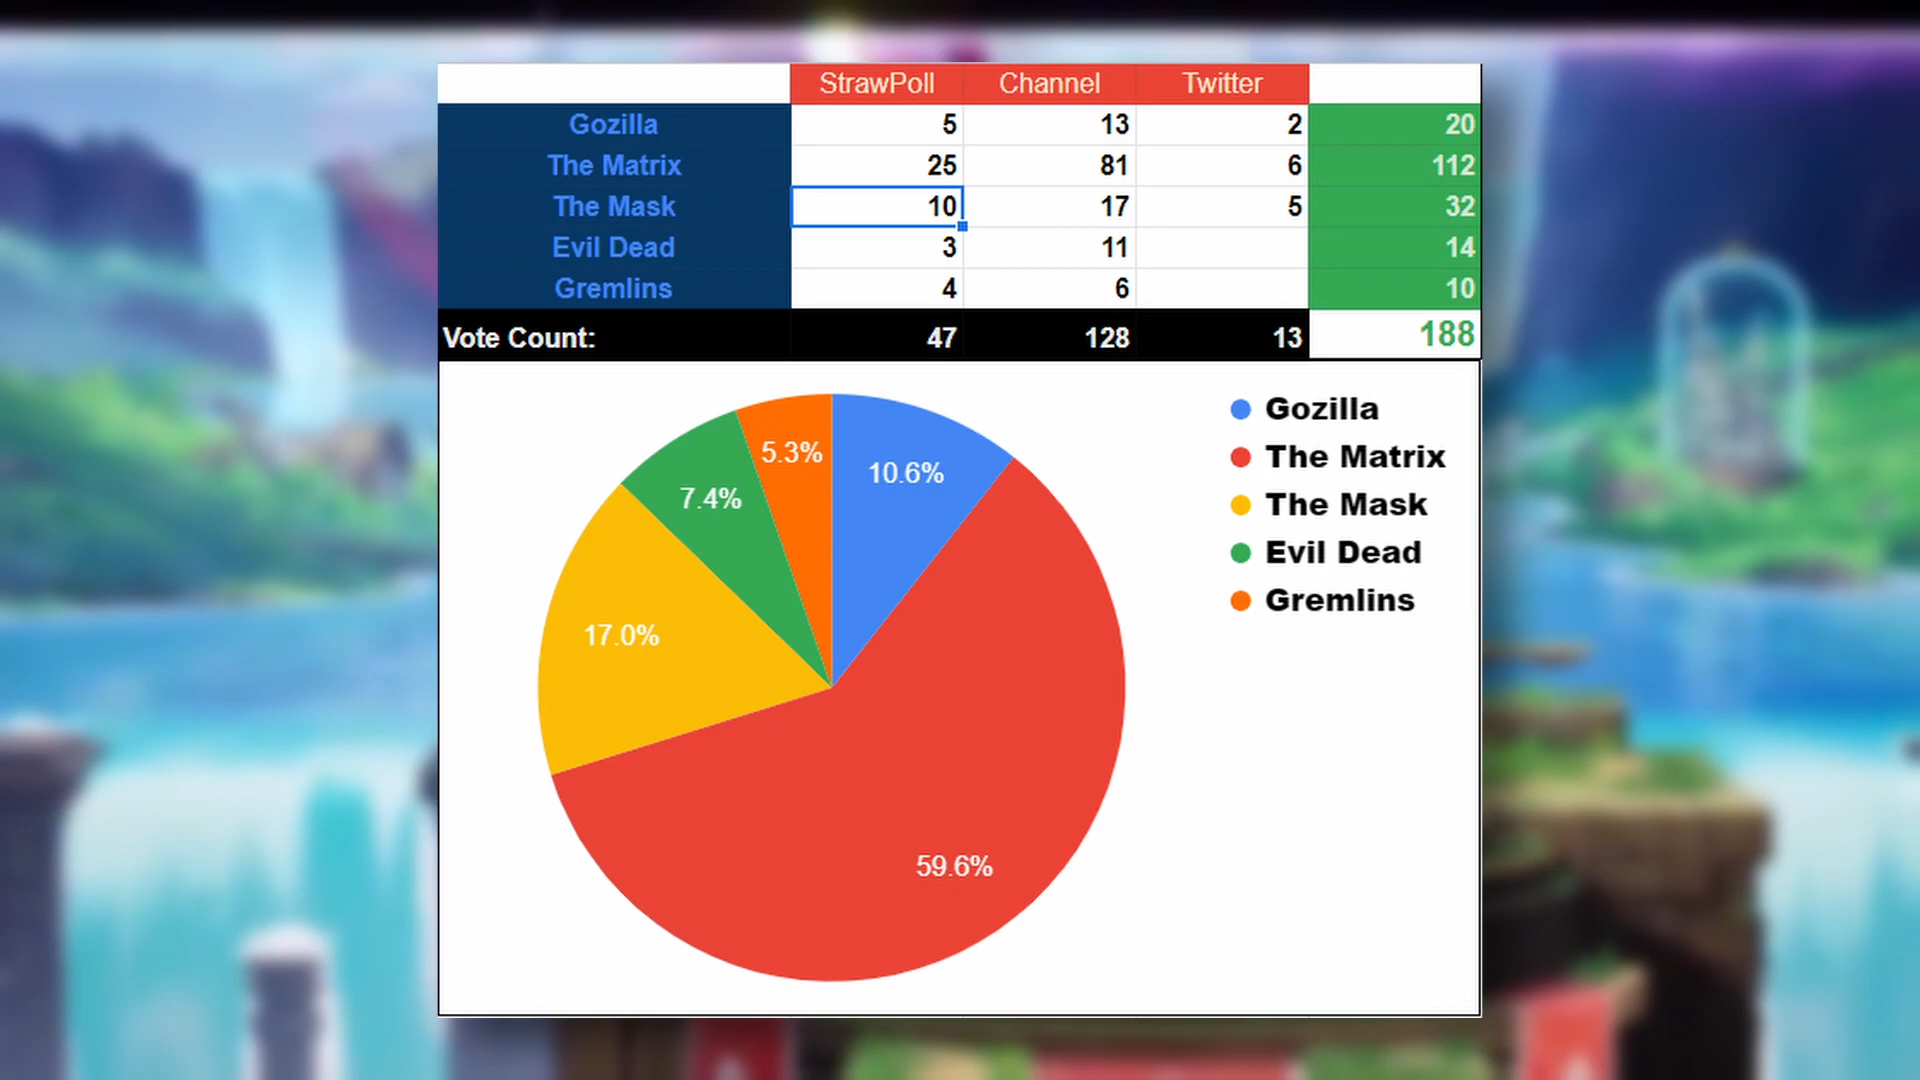 StrawPoll Channel Twitter
Gozilla 5 13 2 20
The Matrix 25 81 6 112
The Mask 10 17 5 32
Evil Dead 3 11 14
Gremlins 4 6 10
Vote Count: 47 128 13 188
Gozilla
The Matrix
The Mask
Evil Dead
Gremlins
5.3%
10.6%
7.4%
17.0%
59.6%